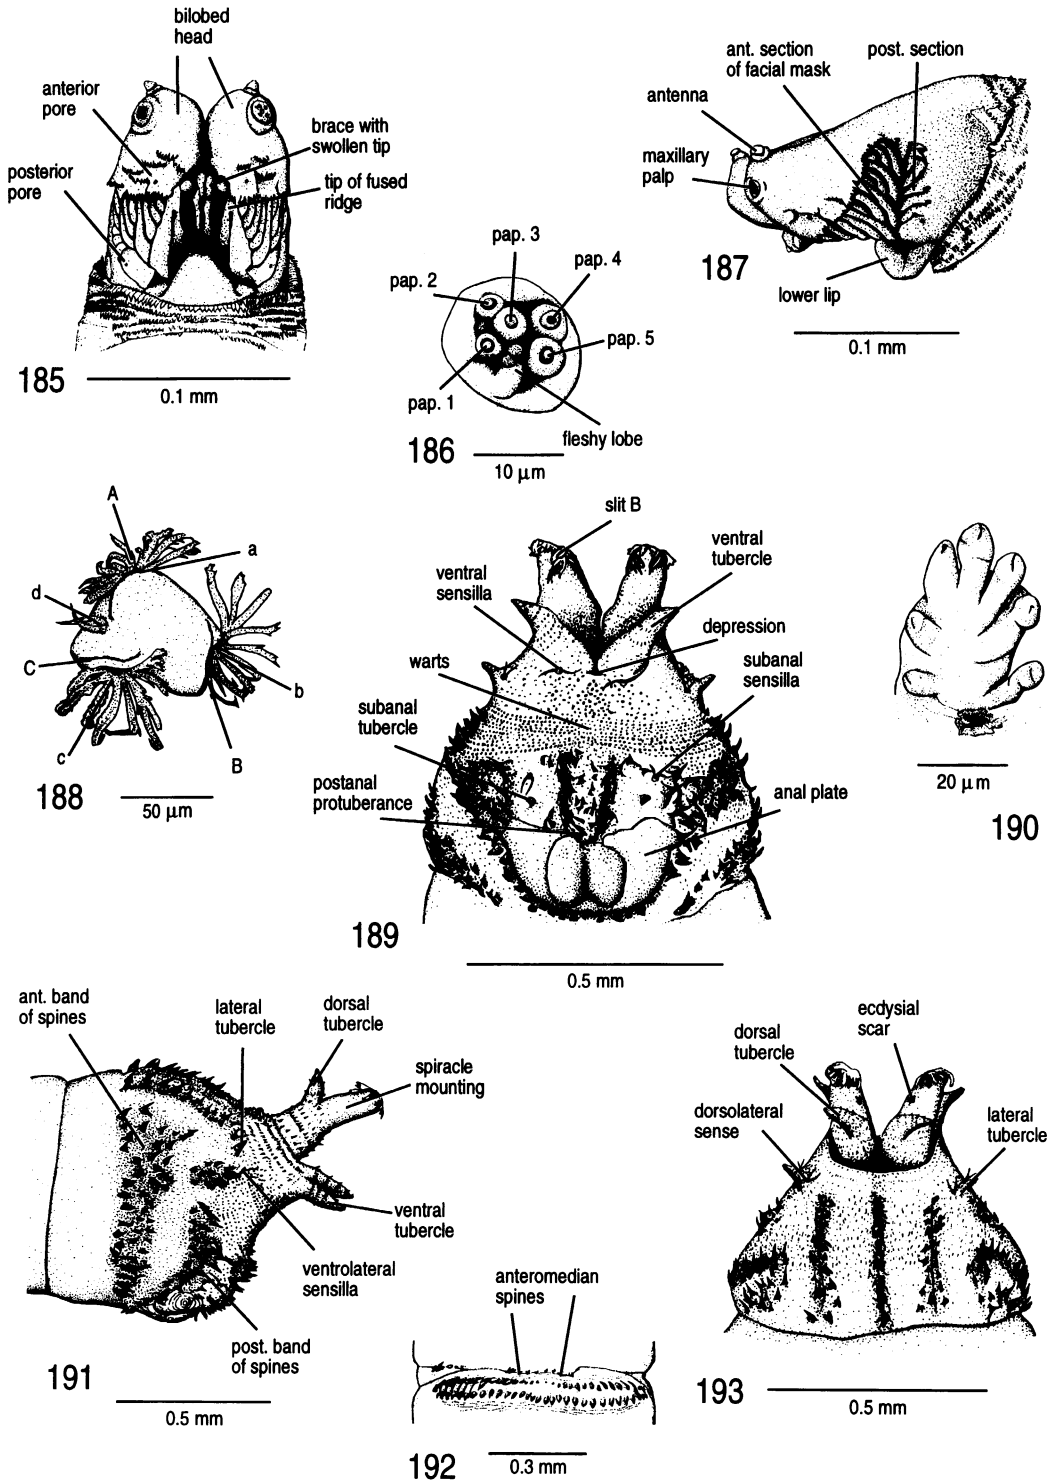 bilobed
head
anterior
pore
posterior
pore
brace with
swollen tip
tip of fused
ridge
185
0.1 mm
pap. 3
pap. 2
pap. 4
pap. 5
pap. 1
fleshy lobe
186
10 µm
ant. section
of facial mask
post. section
antenna
maxillary
palp
187
lower lip
0.1 mm
A
a
d
C
b
c
B
188
50 µm
slit B
ventral
sensilla
ventral
tubercle
depression
warts
subanal
sensilla
subanal
tubercle
postanal
protuberance
anal plate
189
0.5 mm
20 µm
190
ant. band
of spines
lateral
tubercle
dorsal
tubercle
spiracle
mounting
ventral
tubercle
ventrolateral
sensilla
post. band
of spines
191
0.5 mm
anteromedian
spines
192
0.3 mm
ecdysial
scar
dorsal
tubercle
dorsolateral
sense
lateral
tubercle
193
0.5 mm